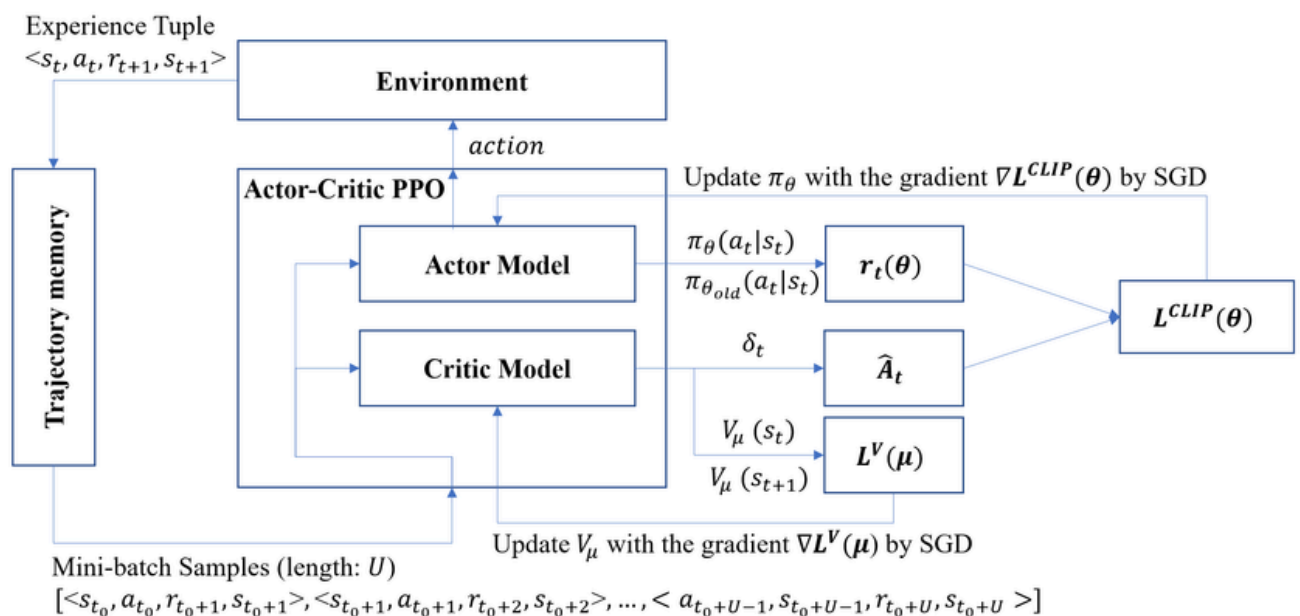 Experience Tuple
<s_t, a_t, r_{t+1}, s_{t+1}>
Environment
action
Actor-Critic PPO
Update π_θ with the gradient ∇L^{CLIP}(θ) by SGD
Trajectory memory
Actor Model
π_θ(a_t|s_t)
π_{θ_{old}}(a_t|s_t)
r_t(θ)
L^{CLIP}(θ)
Critic Model
δ_t
Â_t
V_μ(s_t)
V_μ(s_{t+1})
L^V(μ)
Update V_μ with the gradient ∇L^V(μ) by SGD
Mini-batch Samples (length: U)
[<s_{t_0}, a_{t_0}, r_{t_0+1}, s_{t_0+1}>, <s_{t_0+1}, a_{t_0+1}, r_{t_0+2}, s_{t_0+2}>, ..., < a_{t_0+U-1}, s_{t_0+U-1}, r_{t_0+U}, s_{t_0+U} >]